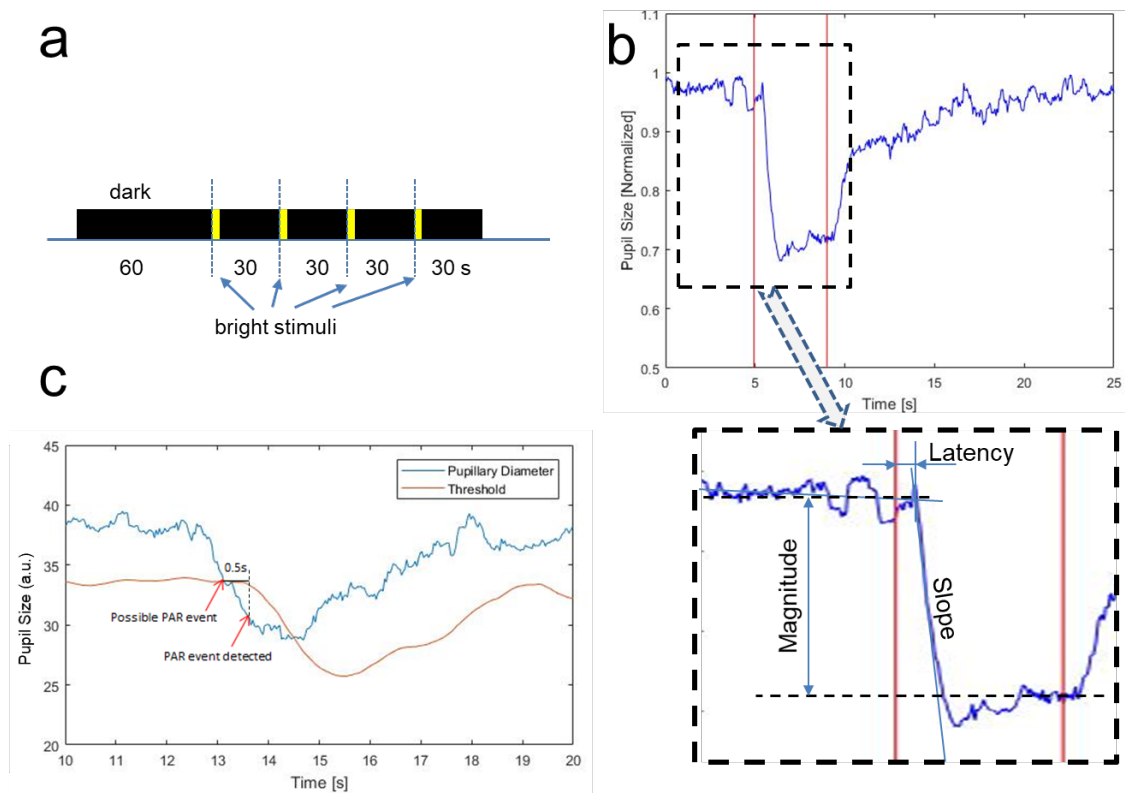 a
dark
60
30
30
30
30 s
bright stimuli
b
1.1
1
0.9
0.8
0.7
0.6
0.5
Pupil Size [Normalized]
0
5
10
15
20
25
Time [s]
Latency
Magnitude
Slope
c
45
40
35
30
25
20
Pupil Size (a.u.)
Pupillary Diameter
Threshold
0.5s
Possible PAR event
PAR event detected
10
11
12
13
14
15
16
17
18
19
20
Time [s]